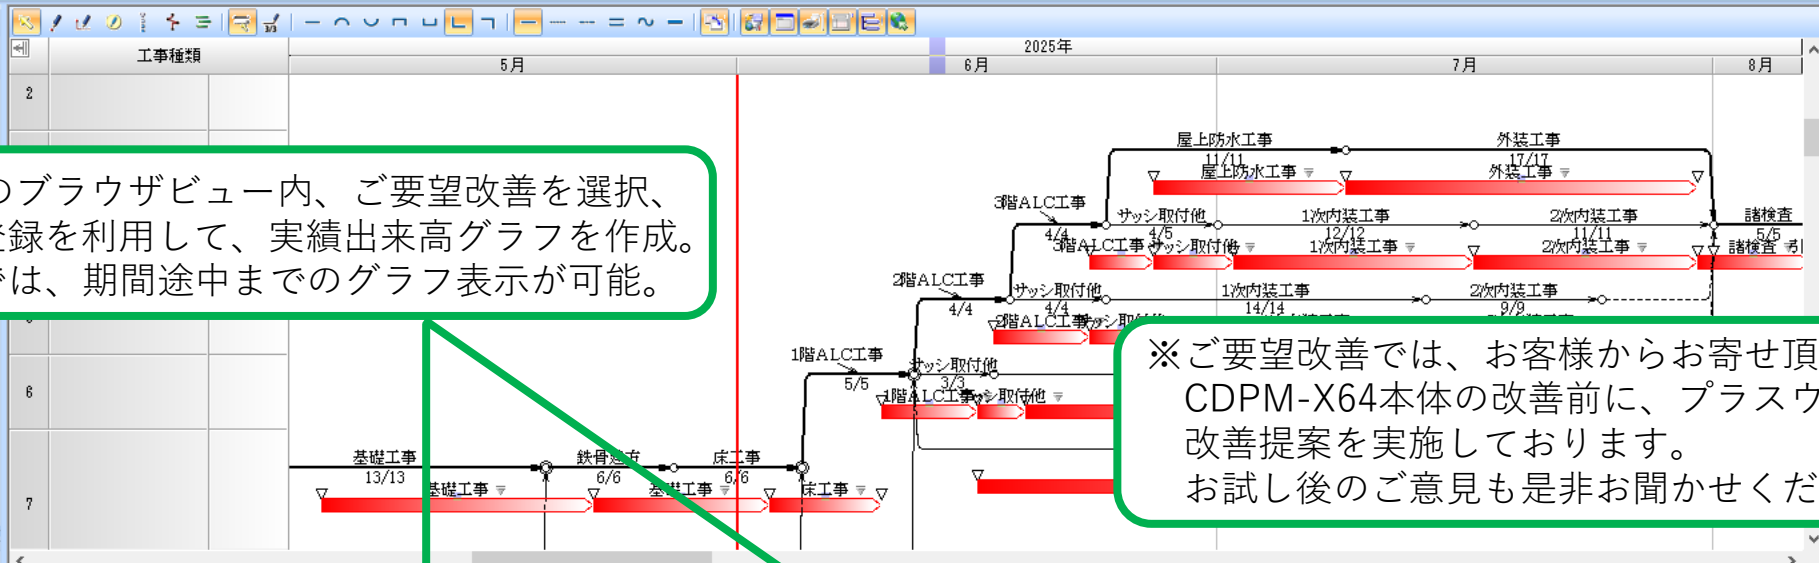 工事種類
2025年
5月
6月
7月
8月
2
屋上防水工事
外装工事
11/11
17/17
屋上防水工事
外装工事
のブラウザビュー内、ご要望改善を選択、
登録を利用して、実績出来高グラフを作成。
では、期間途中までのグラフ表示が可能。
3階ALC工事
サッシ取付他
1次内装工事
2次内装工事
諸検査
4/4
4/5
12/12
11/11
5/5
3階ALC工事
サッシ取付他
1次内装工事
2次内装工事
諸検査
2階ALC工事
サッシ取付他
1次内装工事
2次内装工事
4/4
4/4
14/14
9/9
2階ALC工事
1階ALC工事
サッシ取付他
5/5
3/3
6
1階ALC工事
サッシ取付他
※ご要望改善では、お客様からお寄せ頂
CDPM-X64本体の改善前に、プラスウ
改善提案を実施しております。
お試し後のご意見も是非お聞かせくだ
基礎工事
鉄骨建方
床工事
13/13
6/6
6/6
基礎工事
基礎工事
床工事
7